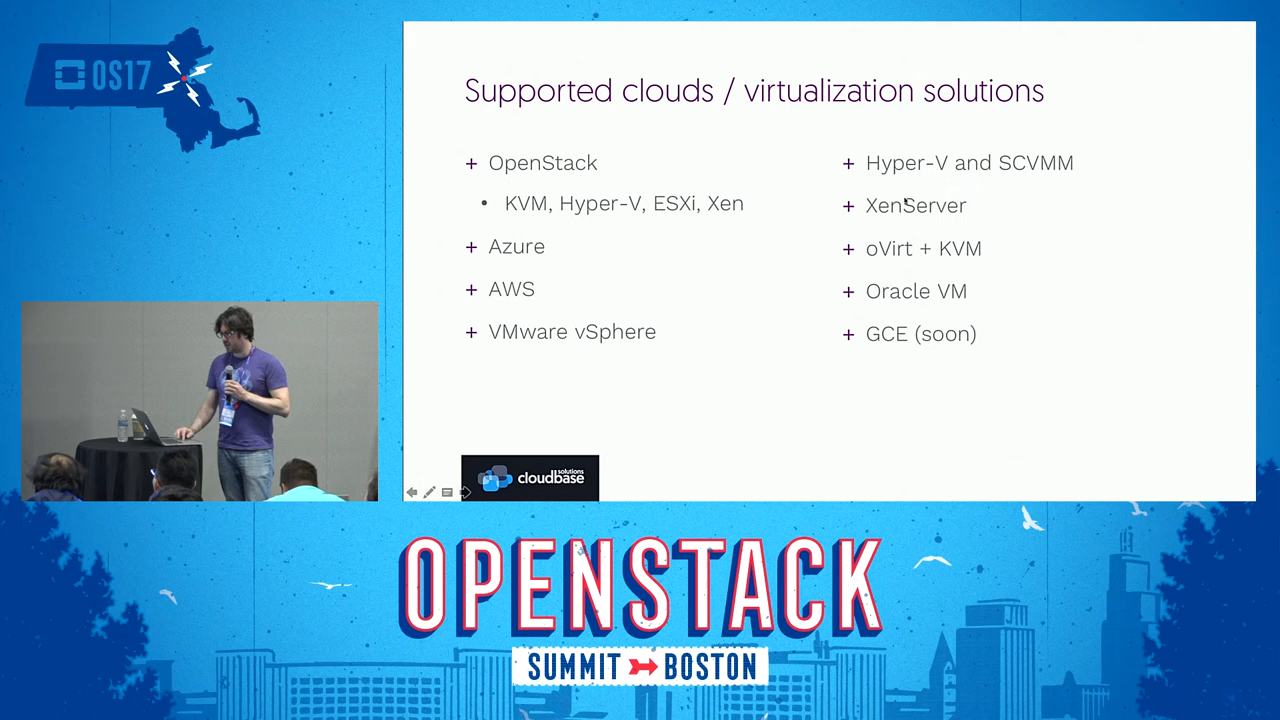 OS17
Supported clouds / virtualization solutions
+ OpenStack
• KVM, Hyper-V, ESXi, Xen
+ Azure
+ AWS
+ VMware vSphere
+ Hyper-V and SCVMM
+ XenServer
+ oVirt + KVM
+ Oracle VM
+ GCE (soon)
cloudbase solutions
OPENSTACK
SUMMIT BOSTON